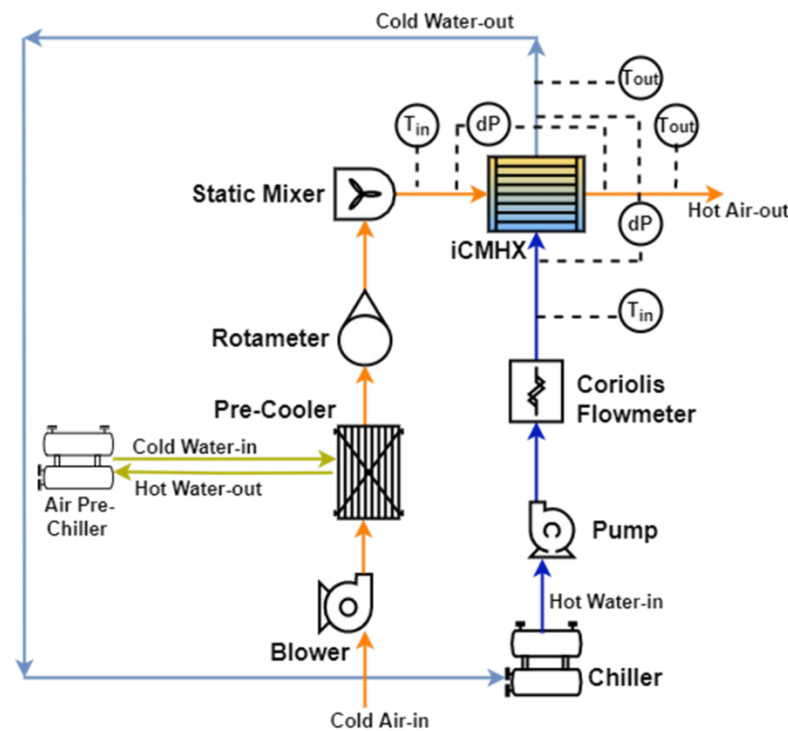 Cold Water-out
Tout
Tin
dP
Tout
Static Mixer
Hot Air-out
dP
iCMHX
Tin
Rotameter
Coriolis
Flowmeter
Pre-Cooler
Cold Water-in
Hot Water-out
Air Pre-
Chiller
Pump
Hot Water-in
Blower
Chiller
Cold Air-in